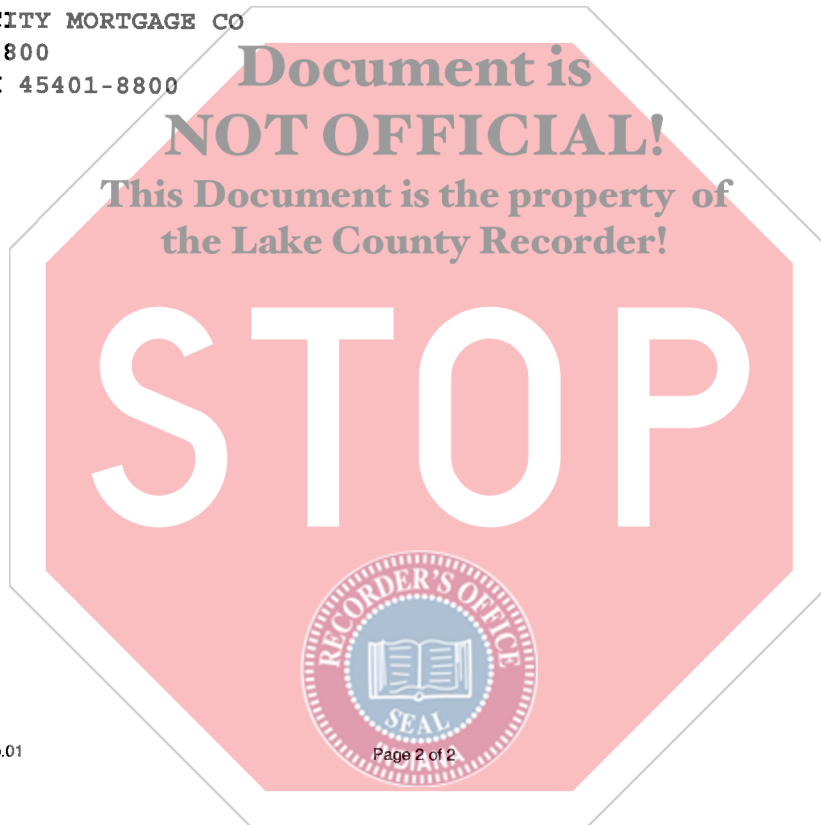 ITY MORTGAGE CO
800
45401-8800
Document is
NOT OFFICIAL!
This Document is the property of
the Lake County Recorder!
STOP
RECORDER'S OFFICE
SEAL
INDIANA
.01
Page 2 of 2